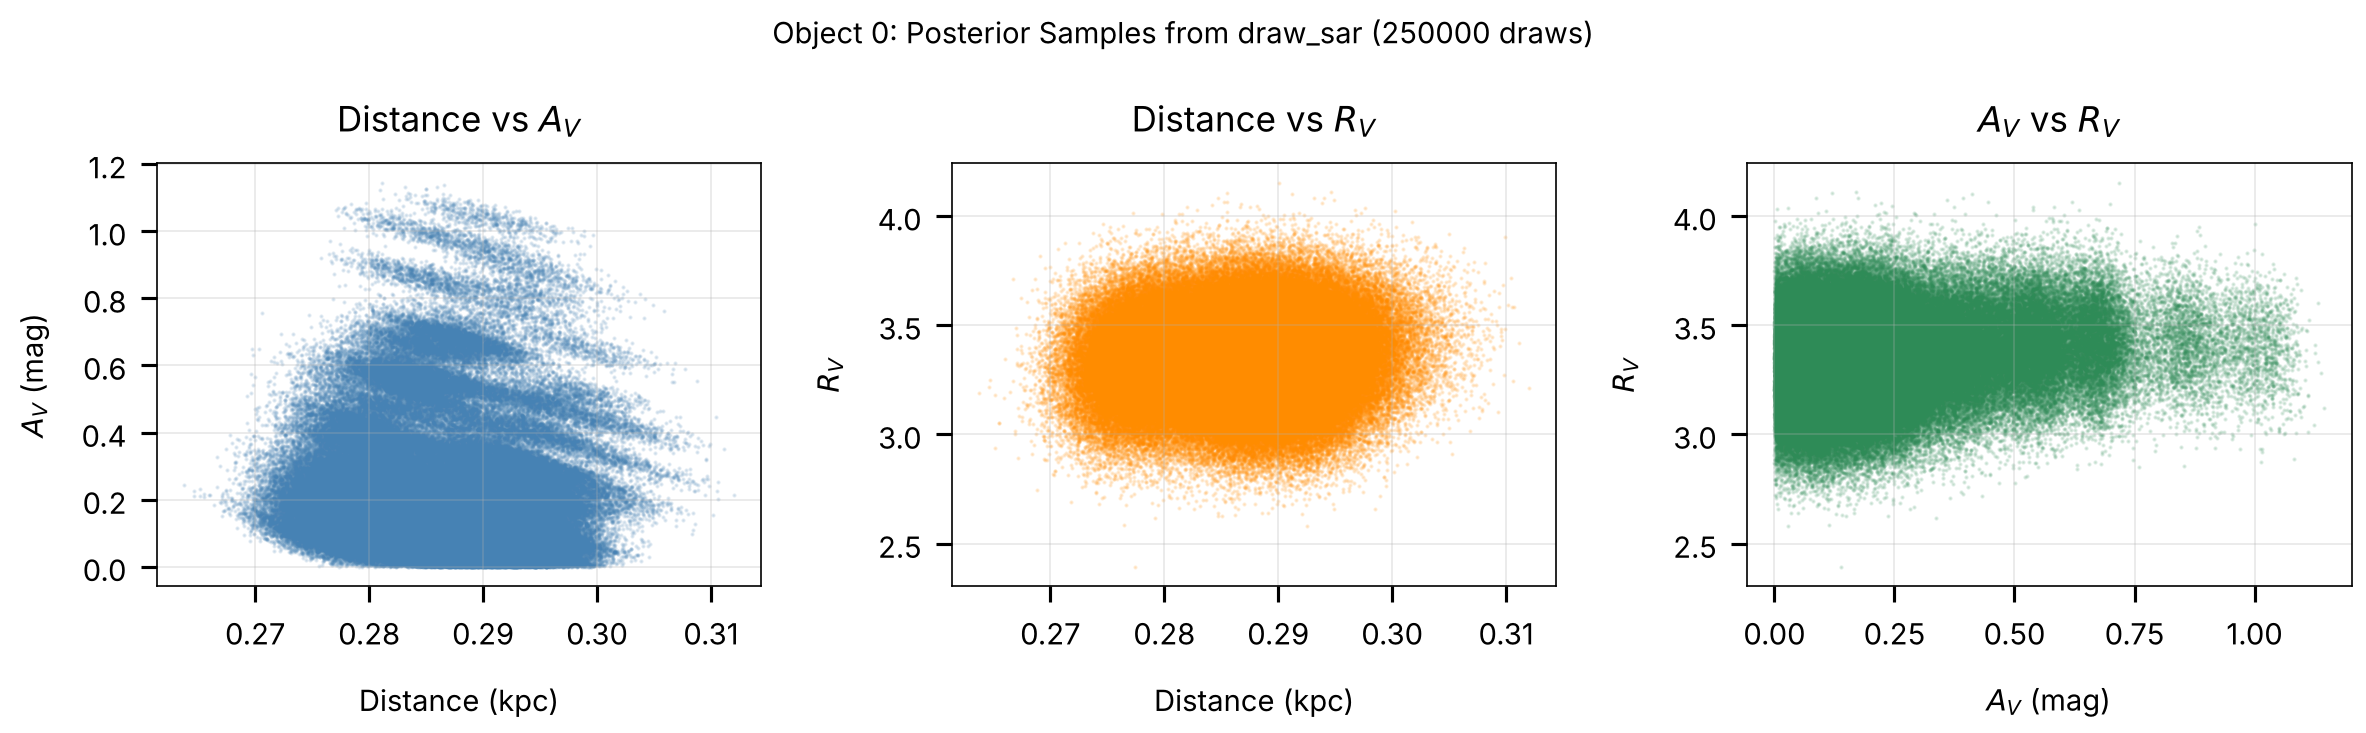 Object 0: Posterior Samples from draw_sar (250000 draws)
Distance vs A_V
1.2
1.0
0.8
0.6
0.4
0.2
0.0
A_V (mag)
0.27 0.28 0.29 0.30 0.31
Distance (kpc)
Distance vs R_V
4.0
3.5
3.0
2.5
R_V
0.27 0.28 0.29 0.30 0.31
Distance (kpc)
A_V vs R_V
4.0
3.5
3.0
2.5
R_V
0.00 0.25 0.50 0.75 1.00
A_V (mag)